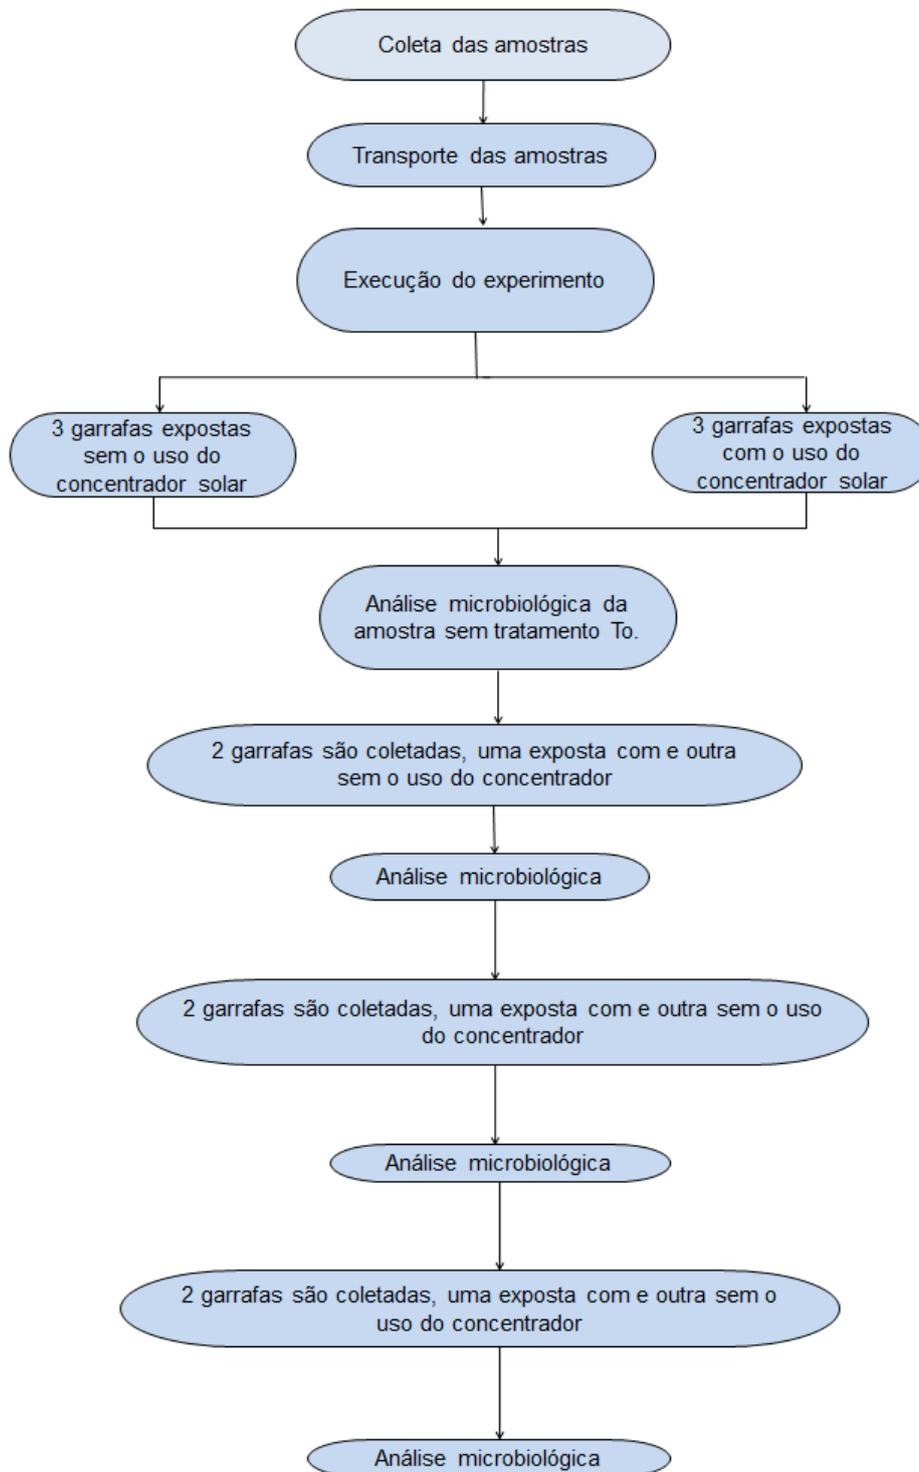 Coleta das amostras
Transporte das amostras
Execução do experimento
3 garrafas expostas
sem o uso do
concentrador solar
3 garrafas expostas
com o uso do
concentrador solar
Análise microbiológica da
amostra sem tratamento To.
2 garrafas são coletadas, uma exposta com e outra
sem o uso do concentrador
Análise microbiológica
2 garrafas são coletadas, uma exposta com e outra sem o uso
do concentrador
Análise microbiológica
2 garrafas são coletadas, uma exposta com e outra sem o
uso do concentrador
Análise microbiológica